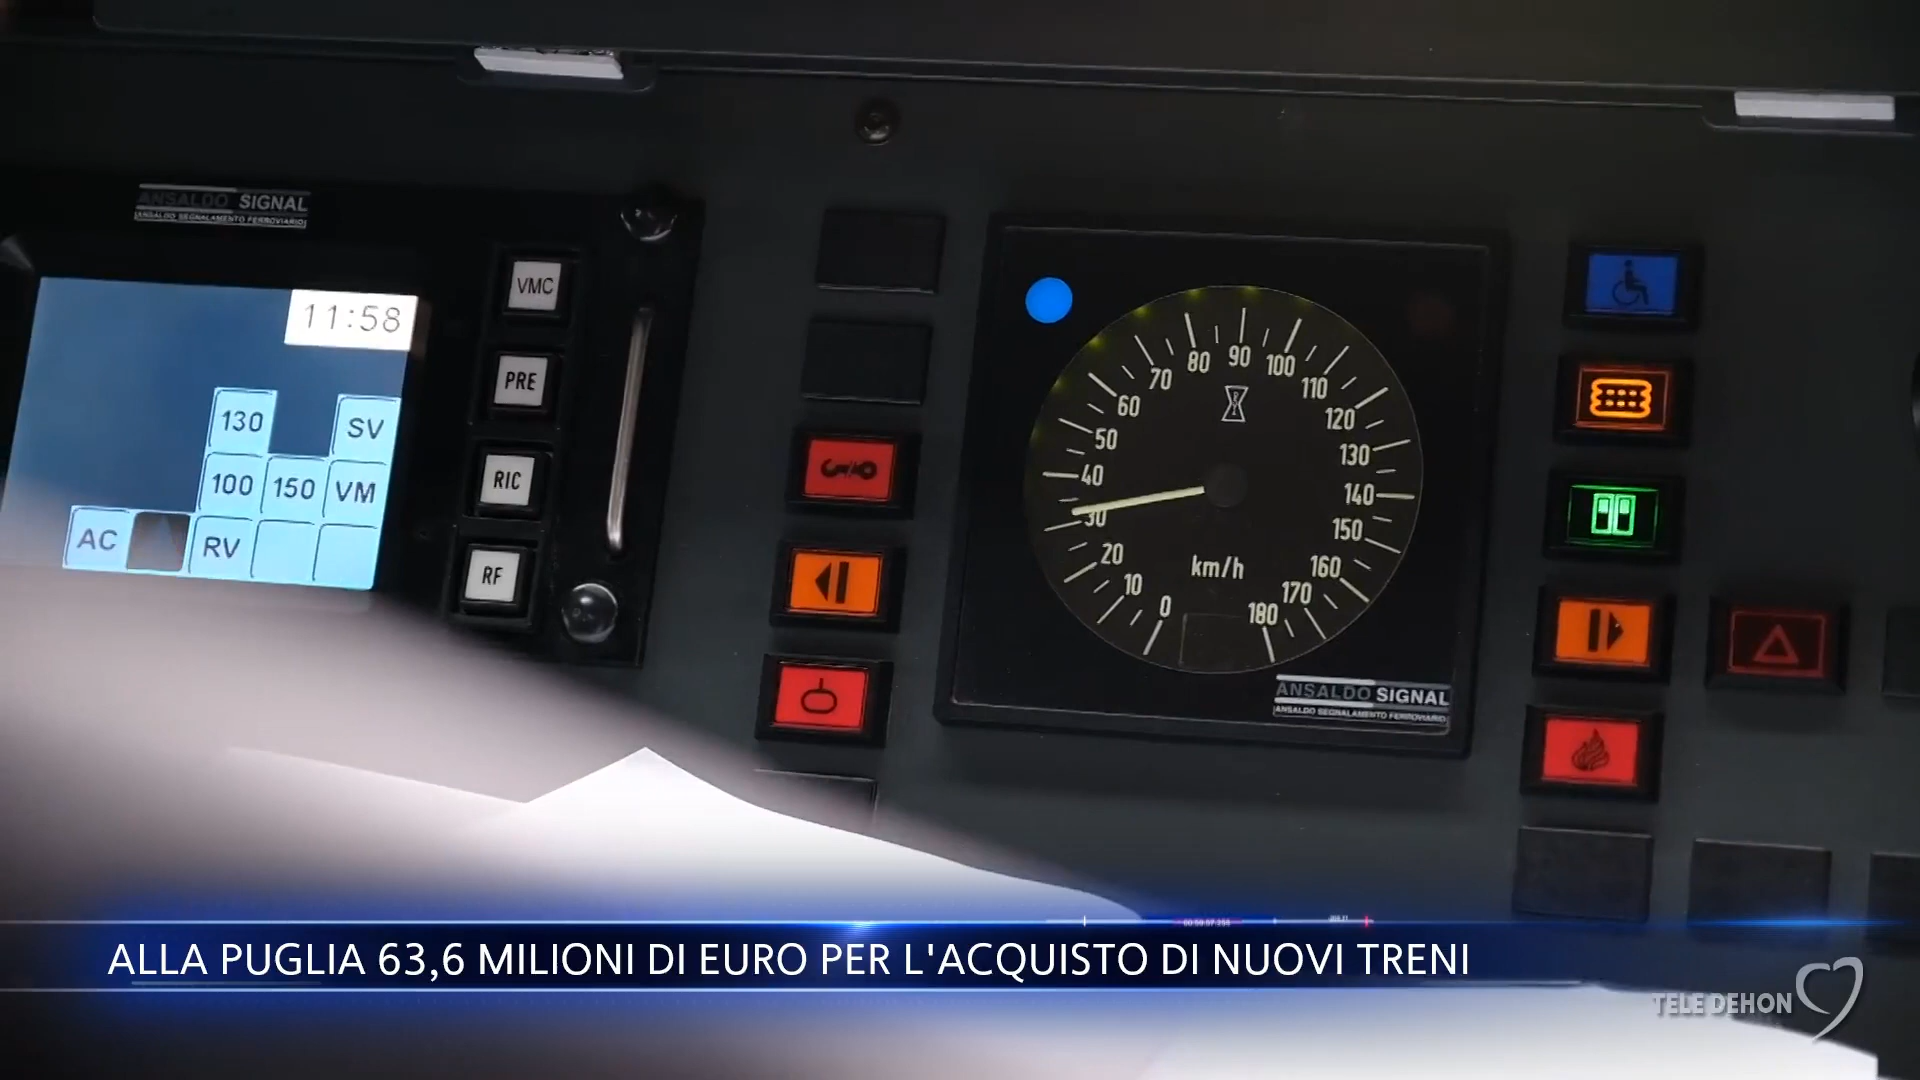 ANSALDO SIGNAL
ANSALDO SEGNALAMENTO FERROVIARIO
11:58
130 SV
100 150 VM
AC RV
VMC
PRE
RIC
RF
0 10 20 30 40 50 60 70 80 90 100 110 120 130 140 150 160 170 180
km/h
ANSALDO SIGNAL
ANSALDO SEGNALAMENTO FERROVIARIO
ALLA PUGLIA 63,6 MILIONI DI EURO PER L'ACQUISTO DI NUOVI TRENI
TELE DEHON